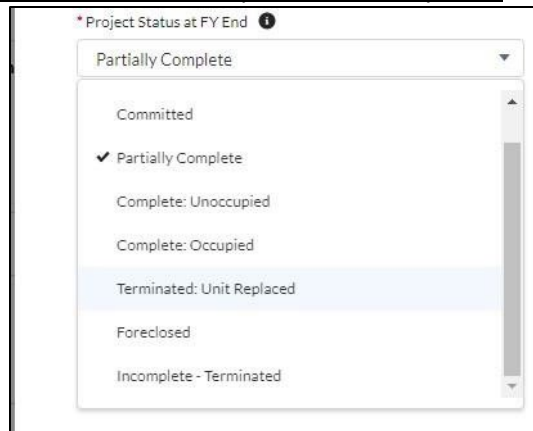 * Project Status at FY End
Partially Complete
Committed
Partially Complete
Complete: Unoccupied
Complete: Occupied
Terminated: Unit Replaced
Foreclosed
Incomplete - Terminated